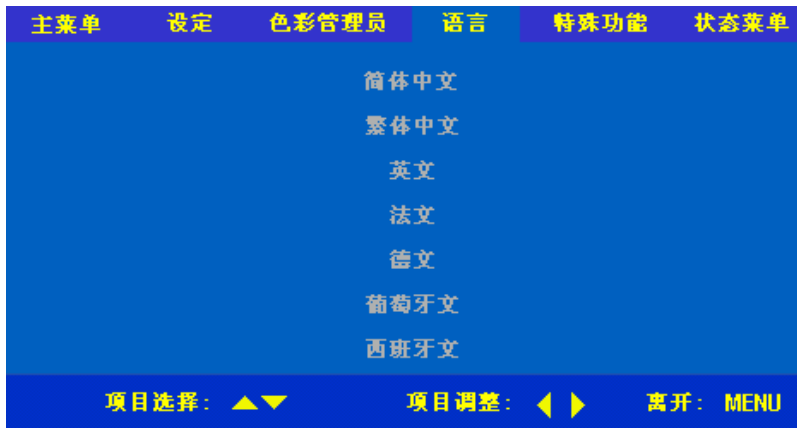 主菜单 设定 色彩管理员 语言 特殊功能 状态菜单
简体中文
繁体中文
英文
法文
德文
葡萄牙文
西班牙文
项目选择: ▲▼ 项目调整: ◀ ▶ 离开: MENU